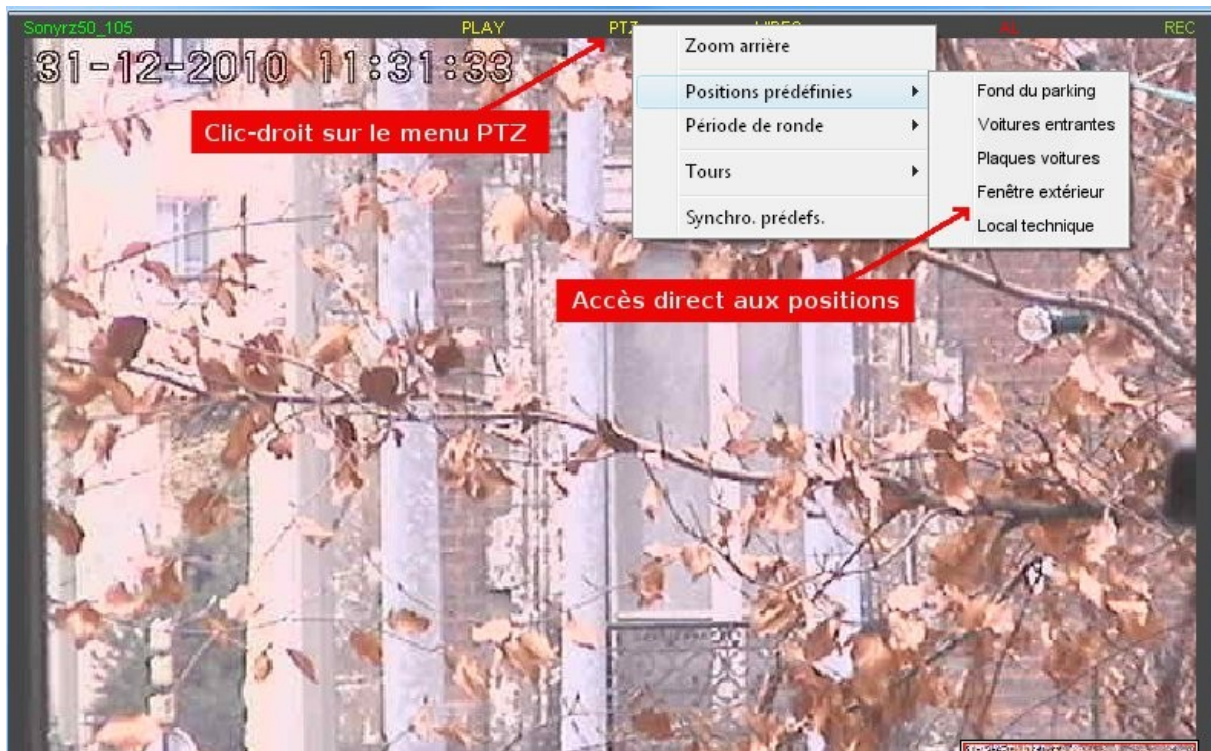 Sonyrz50_105 PLAY PTZ VIDEO AL REC
31-12-2010 11:31:33
Clic-droit sur le menu PTZ
Zoom arrière
Positions prédéfinies
Période de ronde
Tours
Synchro. prédefs.
Fond du parking
Voitures entrantes
Plaques voitures
Fenêtre extérieur
Local technique
Accès direct aux positions